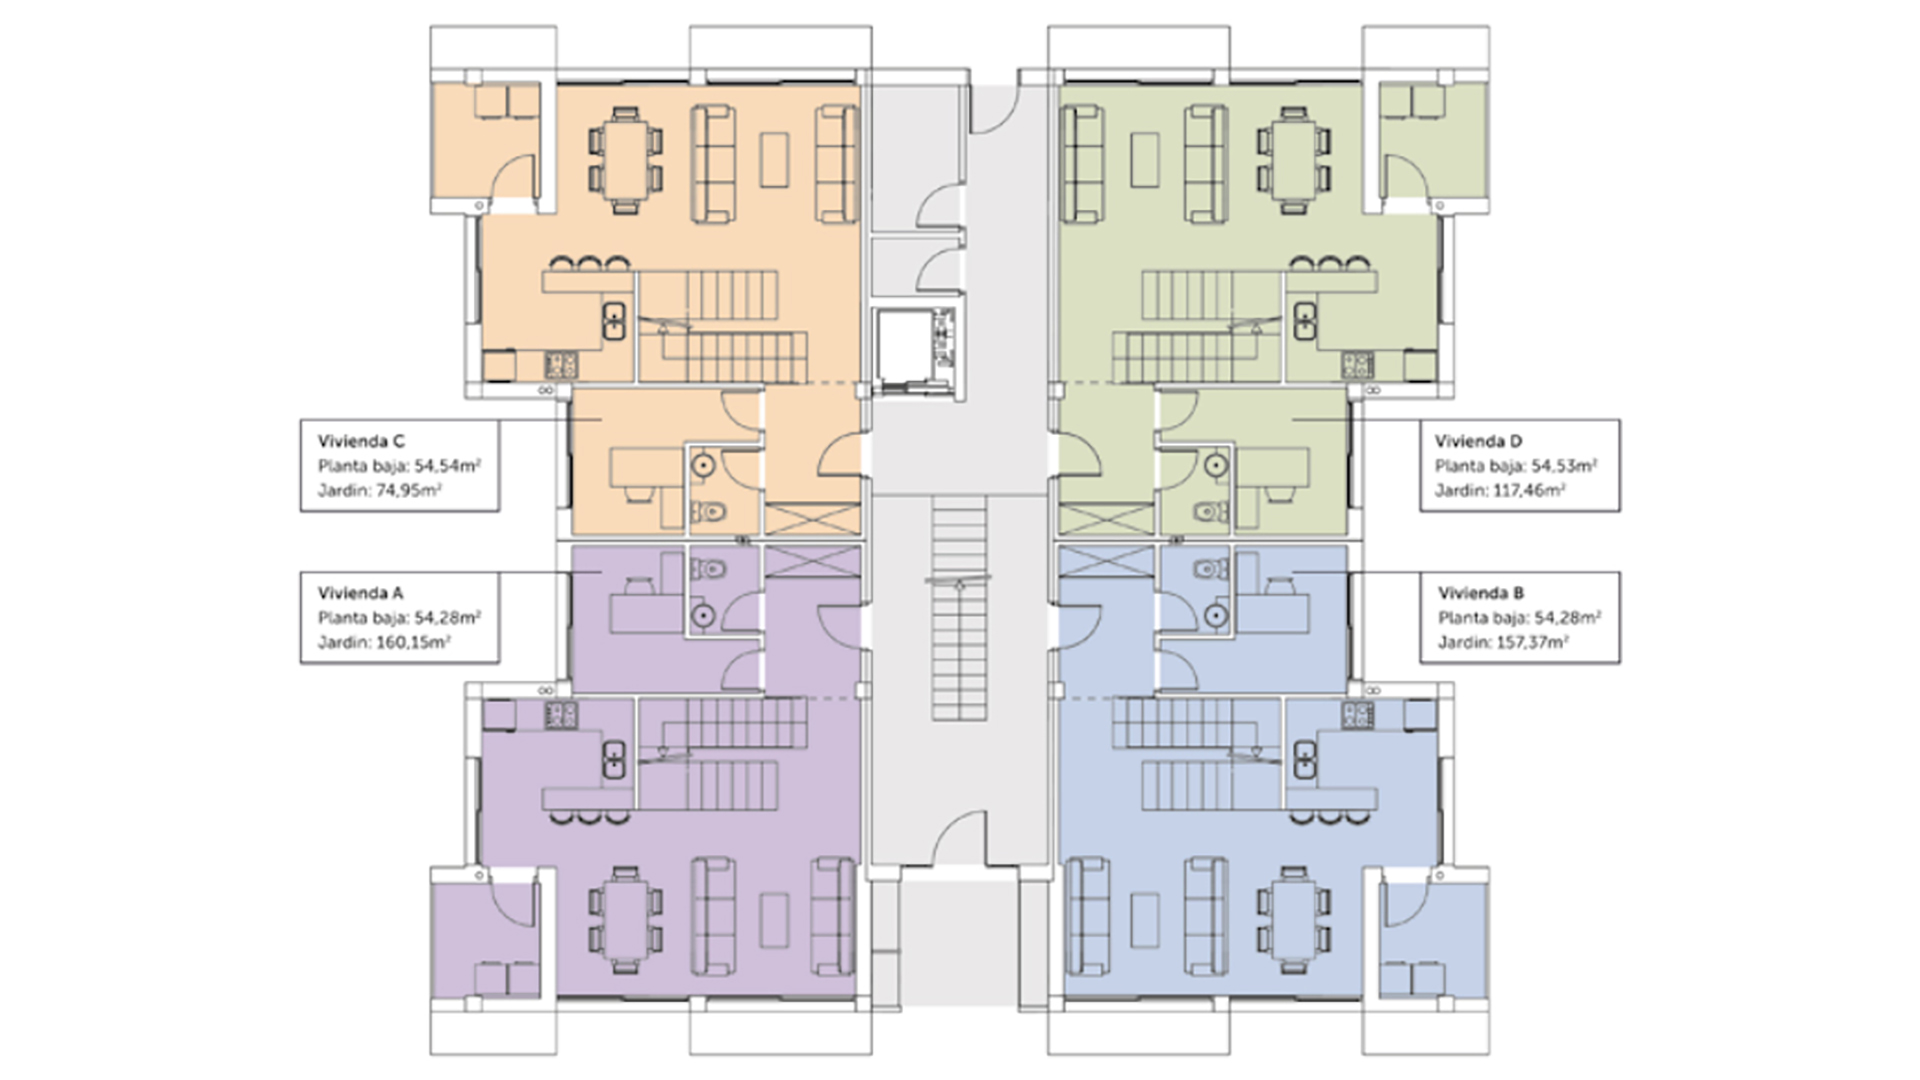 Vivienda C
Planta baja: 54,54m²
Jardin: 74,95m²
Vivienda D
Planta baja: 54,53m²
Jardin: 117,46m²
Vivienda A
Planta baja: 54,28m²
Jardin: 160,15m²
Vivienda B
Planta baja: 54,28m²
Jardin: 157,37m²